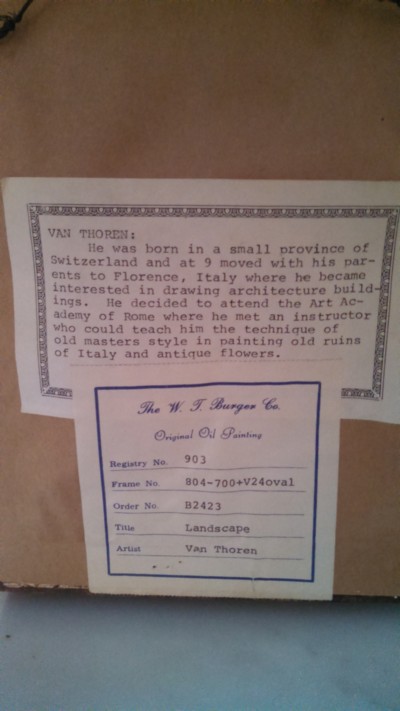 VAN THOREN:
He was born in a small province of
Switzerland and at 9 moved with his par-
ents to Florence, Italy where he became
interested in drawing architecture build-
ings. He decided to attend the Art Ac-
ademy of Rome where he met an instructor
who could teach him the technique of
old masters style in painting old ruins
of Italy and antique flowers.
The W. T. Burger Co.
Original Oil Painting
Registry No. 903
Frame No. 804-700+V24oval
Order No. B2423
Title Landscape
Artist Van Thoren